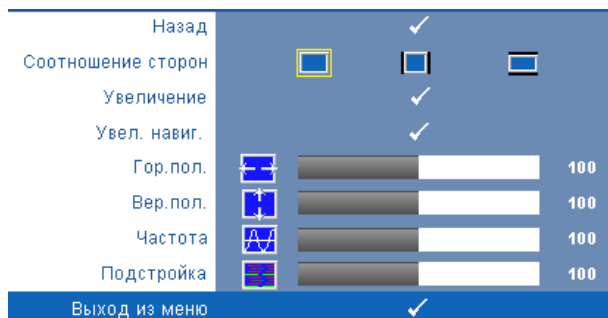 Назад
Соотношение сторон
Увеличение
Увел. навиг.
Гор.пол. 100
Вер.пол. 100
Частота 100
Подстройка 100
Выход из меню